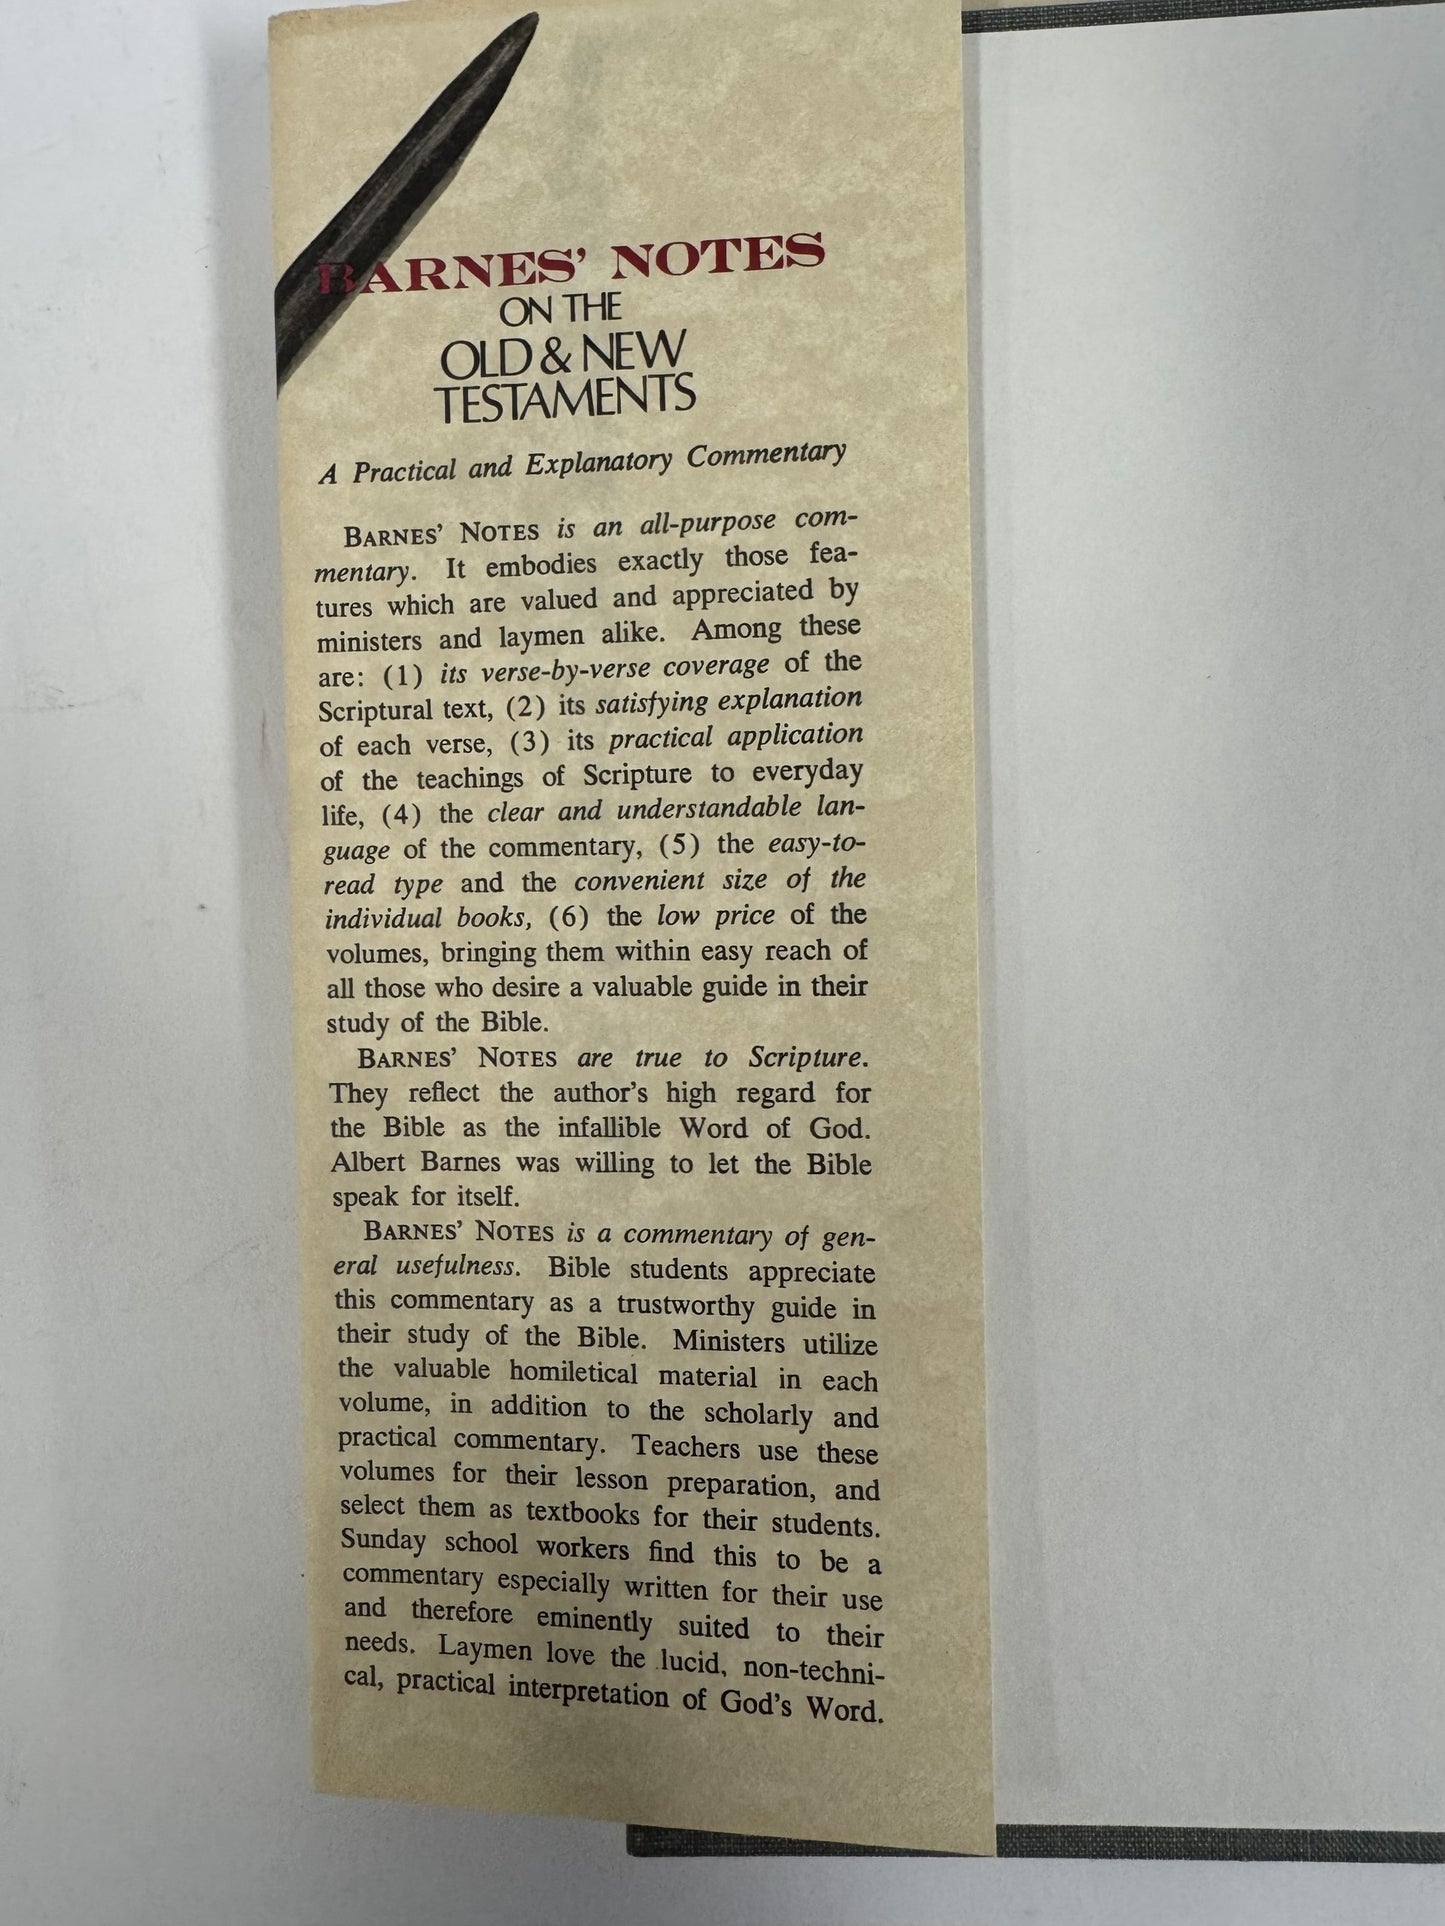 BARNES' NOTES
ON THE
OLD & NEW
TESTAMENTS
A Practical and Explanatory Commentary
BARNES' NOTES is an all-purpose com-
mentary. It embodies exactly those fea-
tures which are valued and appreciated by
ministers and laymen alike. Among these
are: (1) its verse-by-verse coverage of the
Scriptural text, (2) its satisfying explanation
of each verse, (3) its practical application
of the teachings of Scripture to everyday
life, (4) the clear and understandable lan-
guage of the commentary, (5) the easy-to-
read type and the convenient size of the
individual books, (6) the low price of the
volumes, bringing them within easy reach of
all those who desire a valuable guide in their
study of the Bible.
BARNES' NOTES are true to Scripture.
They reflect the author's high regard for
the Bible as the infallible Word of God.
Albert Barnes was willing to let the Bible
speak for itself.
BARNES' NOTES is a commentary of gen-
eral usefulness. Bible students appreciate
this commentary as a trustworthy guide in
their study of the Bible. Ministers utilize
the valuable homiletical material in each
volume, in addition to the scholarly and
practical commentary. Teachers use these
volumes for their lesson preparation, and
select them as textbooks for their students.
Sunday school workers find this to be a
commentary especially written for their use
and therefore eminently suited to their
needs. Laymen love the lucid, non-techni-
cal, practical interpretation of God's Word.